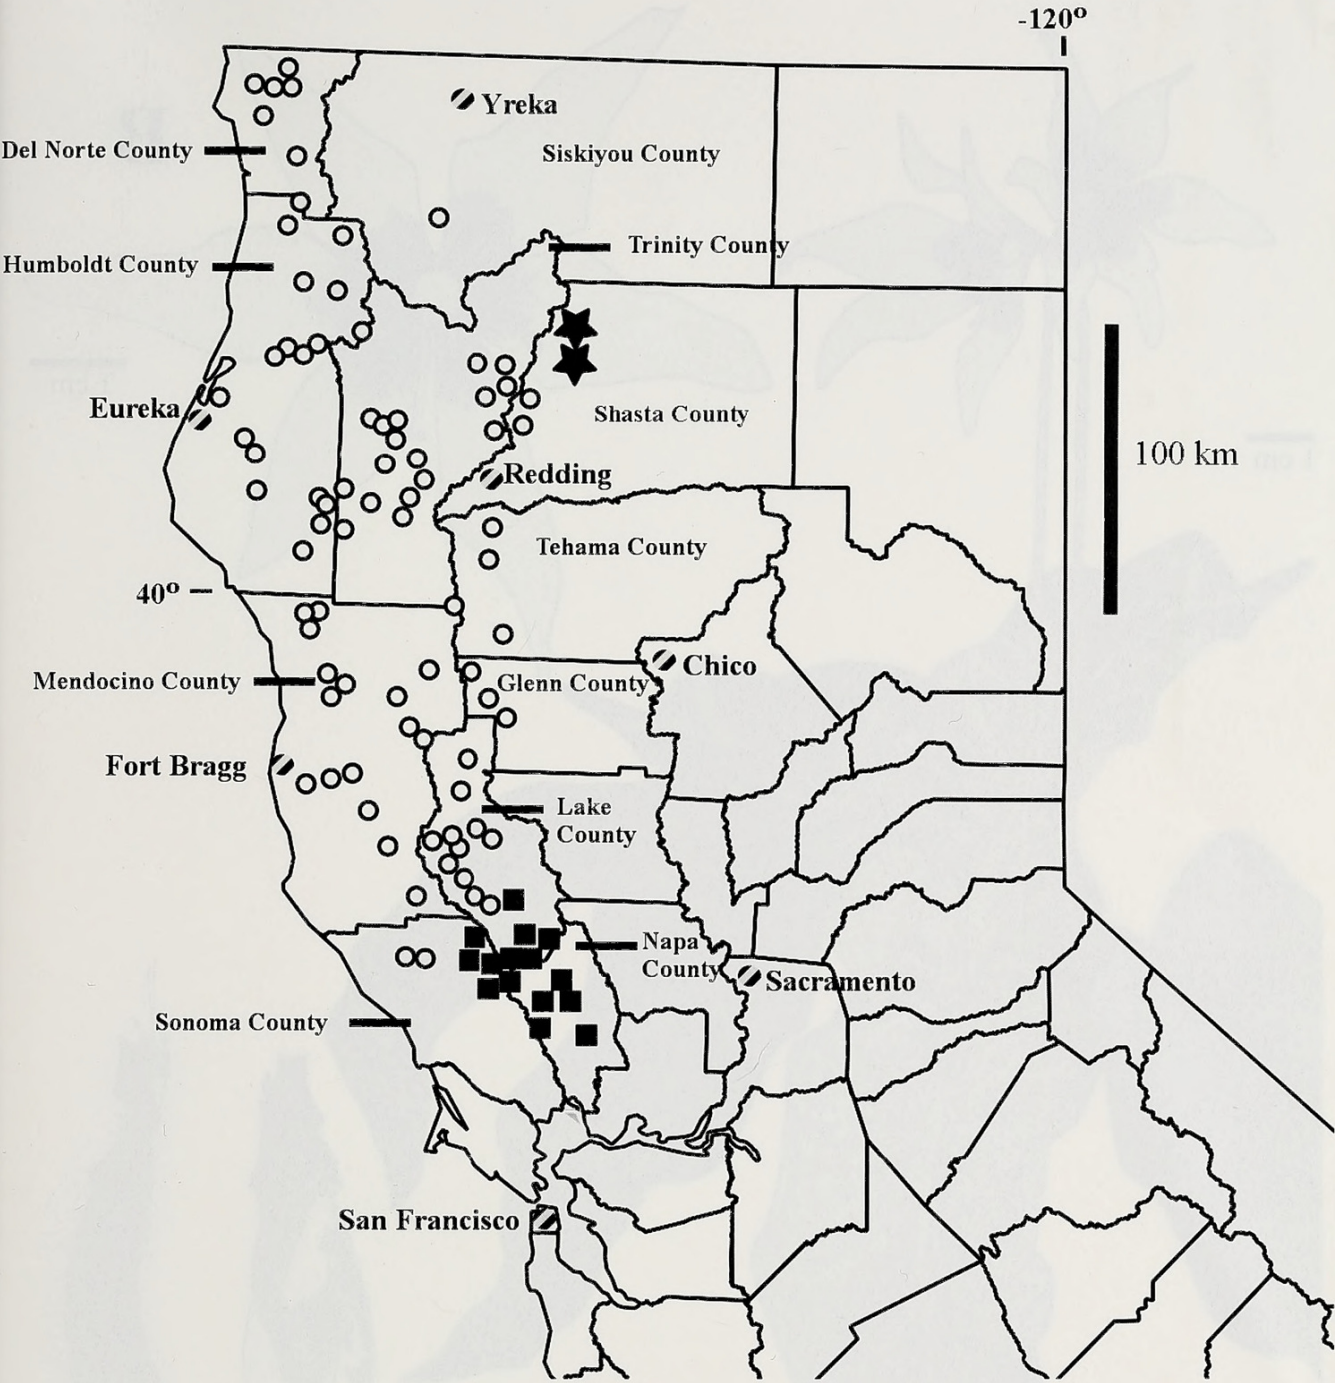 -120º
Yreka
Del Norte County
Siskiyou County
Trinity County
Humboldt County
Eureka
Shasta County
100 km
Redding
Tehama County
40º
Chico
Mendocino County
Glenn County
Fort Bragg
Lake
County
Napa
County
Sacramento
Sonoma County
San Francisco